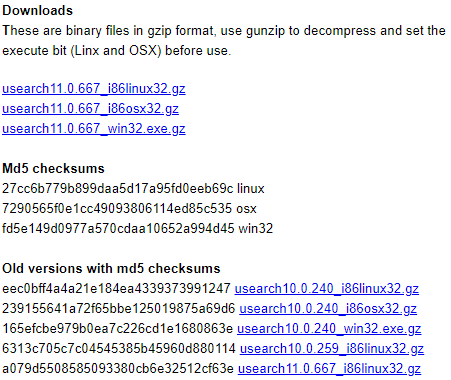 Downloads
These are binary files in gzip format, use gunzip to decompress and set the
execute bit (Linx and OSX) before use.
usearch11.0.667_i86linux32.gz
usearch11.0.667_i86osx32.gz
usearch11.0.667_win32.exe.gz
Md5 checksums
27cc6b779b899daa5d17a95fd0eeb69c linux
7290565f0e1cc49093806114ed85c535 osx
fd5e149d0977a570cdaa10652a994d45 win32
Old versions with md5 checksums
eec0bff4a4a21e184ea4339373991247 usearch10.0.240_i86linux32.gz
239155641a72f65bbe125019875a69d6 usearch10.0.240_i86osx32.gz
165efcbe979b0ea7c226cd1e1680863e usearch10.0.240_win32.exe.gz
6313c705c7c04545385b45960d880114 usearch10.0.259_i86linux32.gz
a079d5508585093380cb6e32512cf63e usearch11.0.667_i86linux32.gz